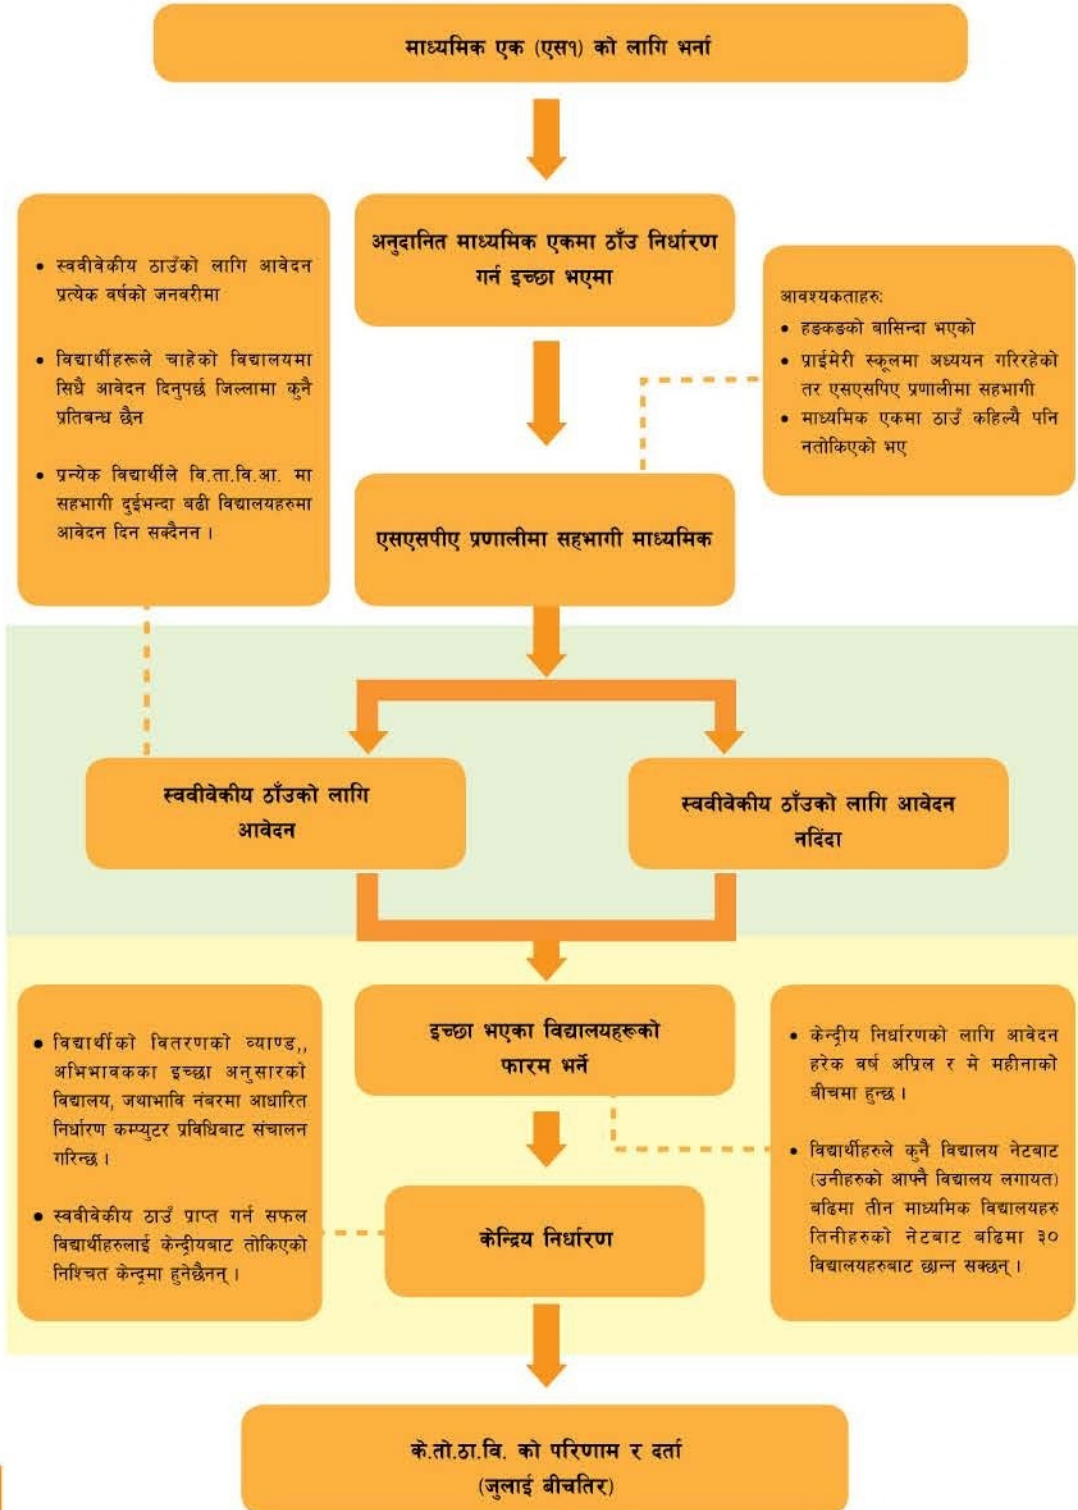 माध्यमिक एक (एस१) को लागि भर्ना
अनुदानित माध्यमिक एकमा ठाँउ निर्धारण
गर्न इच्छा भएमा
• स्ववीवेकीय ठाउँको लागि आवेदन
प्रत्येक वर्षको जनवरीमा
• विद्यार्थीहरूले चाहेको विद्यालयमा
सिधै आवेदन दिनुपर्छ जिल्लामा कुनै
प्रतिबन्ध छैन
• प्रन्येक विद्यार्थीले वि.ता.वि.आ. मा
सहभागी दुईभन्दा बढी विद्यालयहरुमा
आवेदन दिन सक्दैनन ।
आवश्यकताहरु:
• हङकङको बासिन्दा भएको
• प्राईमेरी स्कूलमा अध्ययन गरिरहेको
तर एसएसपिए प्रणालीमा सहभागी
• माध्यमिक एकमा ठाउँ कहिल्यै पनि
नतोकिएको भए
एसएसपीए प्रणालीमा सहभागी माध्यमिक
स्ववीवेकीय ठाँउको लागि
आवेदन
स्ववीवेकीय ठाँउको लागि आवेदन
नदिंदा
इच्छा भएका विद्यालयहरूको
फारम भर्ने
• विद्यार्थीको वितरणको व्याण्ड,,
अभिभावकका इच्छा अनुसारको
विद्यालय, जथाभावि नंबरमा आधारित
निर्धारण कम्प्युटर प्रविधिबाट संचालन
गरिन्छ ।
• स्ववीवेकीय ठाउँ प्राप्त गर्न सफल
विद्यार्थीहरुलाई केन्द्रीयबाट तोकिएको
निश्चित केन्द्रमा हुनेछैनन् ।
• केन्द्रीय निर्धारणको लागि आवेदन
हरेक वर्ष अप्रिल र मे महीनाको
बीचमा हुन्छ ।
• विद्यार्थीहरुले कुनै विद्यालय नेटबाट
(उनीहरुको आफ्नै विद्यालय लगायत)
बढिमा तीन माध्यमिक विद्यालयहरु
तिनीहरुको नेटबाट बढिमा ३०
विद्यालयहरुबाट छान्न सक्छन् ।
केन्द्रिय निर्धारण
के.तो.ठा.वि. को परिणाम र दर्ता
(जुलाई बीचतिर)